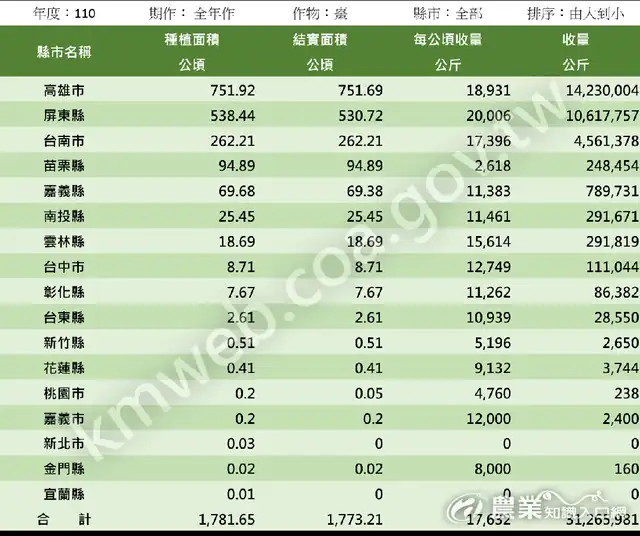 年度：110 期作：全年作 作物：棗 縣市：全部 排序：由大到小
縣市名稱 種植面積 結實面積 每公頃收量 收量
公頃 公頃 公斤 公斤
高雄市 751.92 751.69 18,931 14,230,004
屏東縣 538.44 530.72 20,006 10,617,757
台南市 262.21 262.21 17,396 4,561,378
苗栗縣 94.89 94.89 2,618 248,454
嘉義縣 69.68 69.38 11,383 789,731
南投縣 25.45 25.45 11,461 291,671
雲林縣 18.69 18.69 15,614 291,819
台中市 8.71 8.71 12,749 111,044
彰化縣 7.67 7.67 11,262 86,382
台東縣 2.61 2.61 10,939 28,550
新竹縣 0.51 0.51 5,196 2,650
花蓮縣 0.41 0.41 9,132 3,744
桃園市 0.2 0.05 4,760 238
嘉義市 0.2 0.2 12,000 2,400
新北市 0.03 0 0 0
金門縣 0.02 0.02 8,000 160
宜蘭縣 0.01 0 0 0
合 計 1,781.65 1,773.21 17,632 31,265,981
kmweb.coa.gov.tw
農業知識入口網